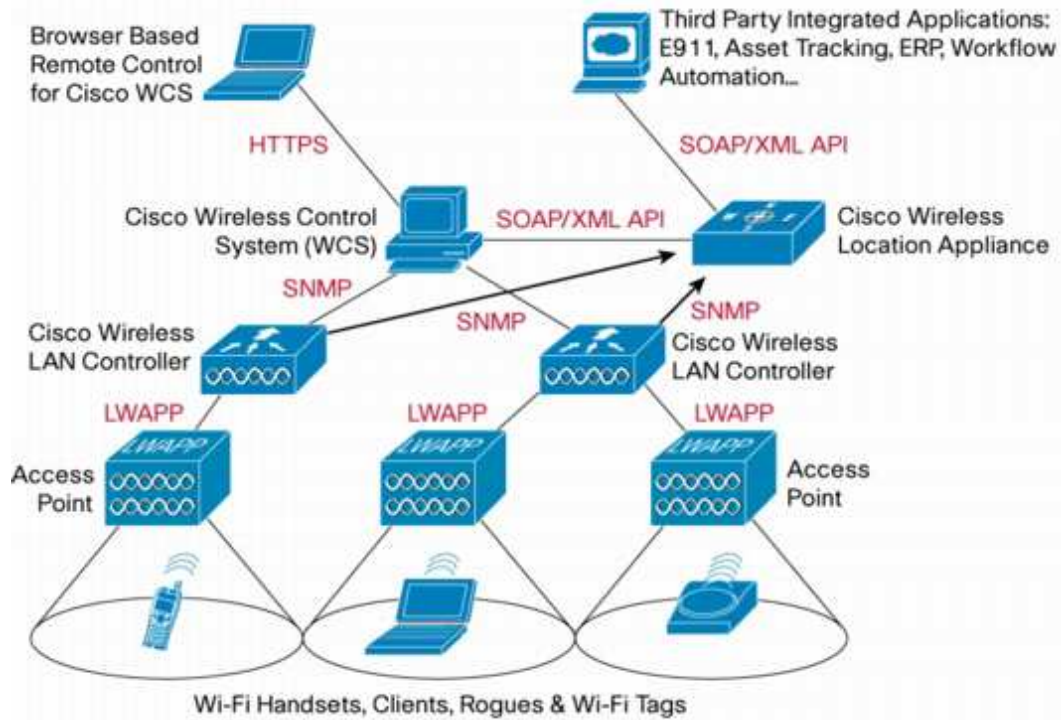 Browser Based
Remote Control
for Cisco WCS
Third Party Integrated Applications:
E911, Asset Tracking, ERP, Workflow
Automation...
HTTPS
SOAP/XML API
Cisco Wireless Control
System (WCS)
SOAP/XML API
Cisco Wireless
Location Appliance
SNMP
SNMP
SNMP
Cisco Wireless
LAN Controller
Cisco Wireless
LAN Controller
LWAPP
LWAPP
LWAPP
LWAPP
LWAPP
LWAPP
Access
Point
Access
Point
Wi-Fi Handsets, Clients, Rogues & Wi-Fi Tags